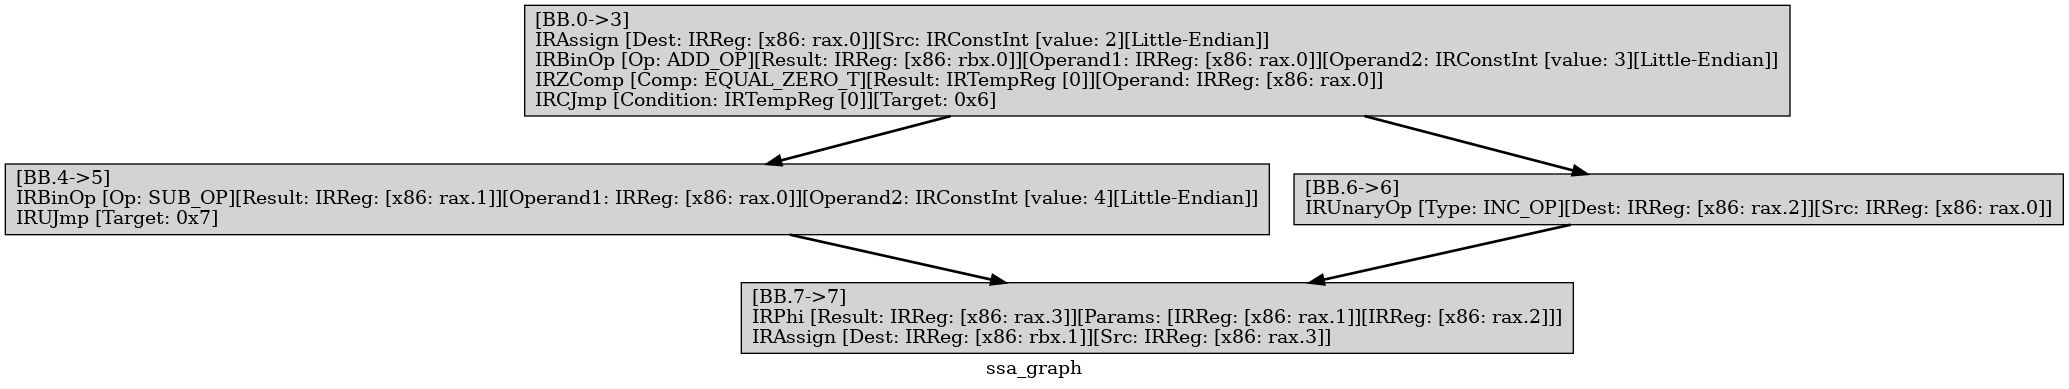 [BB.0->3]
IRAssign [Dest: IRReg: [x86: rax.0]][Src: IRConstInt [value: 2][Little-Endian]]
IRBinOp [Op: ADD_OP][Result: IRReg: [x86: rbx.0]][Operand1: IRReg: [x86: rax.0]][Operand2: IRConstInt [value: 3][Little-Endian]]
IRZComp [Comp: EQUAL_ZERO_T][Result: IRTempReg [0]][Operand: IRReg: [x86: rax.0]]
IRCJmp [Condition: IRTempReg [0]][Target: 0x6]
[BB.4->5]
IRBinOp [Op: SUB_OP][Result: IRReg: [x86: rax.1]][Operand1: IRReg: [x86: rax.0]][Operand2: IRConstInt [value: 4][Little-Endian]]
IRUJmp [Target: 0x7]
[BB.6->6]
IRUnaryOp [Type: INC_OP][Dest: IRReg: [x86: rax.2]][Src: IRReg: [x86: rax.0]]
[BB.7->7]
IRPhi [Result: IRReg: [x86: rax.3]][Params: [IRReg: [x86: rax.1]][IRReg: [x86: rax.2]]]
IRAssign [Dest: IRReg: [x86: rbx.1]][Src: IRReg: [x86: rax.3]]
ssa_graph